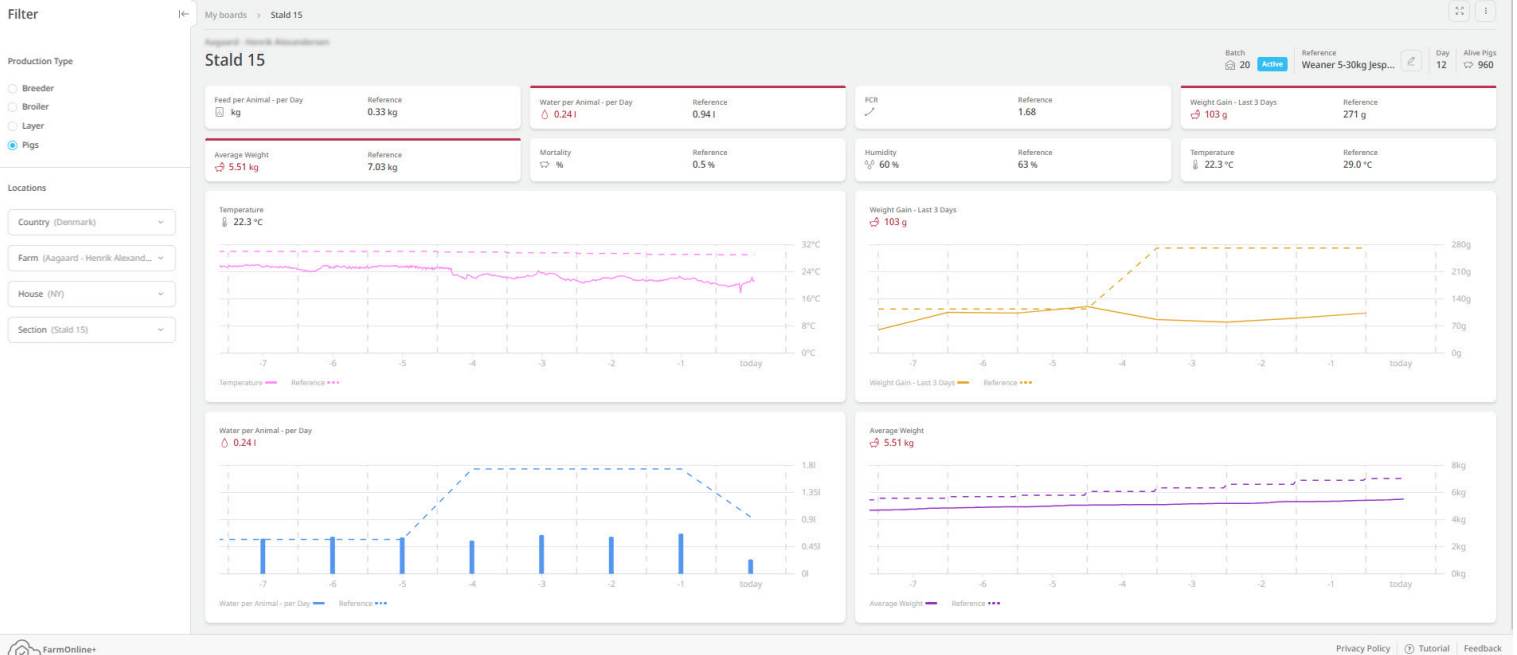 Filter
Production Type
Breeder
Broiler
Layer
Pigs
Locations
Country (Denmark)
Farm (Aagaard - Henrik Alexand...
House (NY)
Section (Stald 15)
My boards > Stald 15
Aagaard - Henrik Alexandersen
Stald 15
Batch 20 Active
Reference Weaner 5-30kg Jesp...
Day 12
Alive Pigs 960
Feed per Animal - per Day Reference
kg 0.33 kg
Water per Animal - per Day Reference
0.24 l 0.94 l
FCR Reference
1.68
Weight Gain - Last 3 Days Reference
103 g 271 g
Average Weight Reference
5.51 kg 7.03 kg
Mortality Reference
% 0.5 %
Humidity Reference
60 % 63 %
Temperature Reference
22.3 °C 29.0 °C
Temperature
22.3 °C
32°C
24°C
16°C
8°C
0°C
-7 -6 -5 -4 -3 -2 -1 today
Temperature Reference
Weight Gain - Last 3 Days
103 g
280g
210g
140g
70g
0g
-7 -6 -5 -4 -3 -2 -1 today
Weight Gain - Last 3 Days Reference
Water per Animal - per Day
0.24 l
1.8l
1.35l
0.9l
0.45l
0l
-7 -6 -5 -4 -3 -2 -1 today
Water per Animal - per Day Reference
Average Weight
5.51 kg
8kg
6kg
4kg
2kg
0kg
-7 -6 -5 -4 -3 -2 -1 today
Average Weight Reference
FarmOnline+
Privacy Policy Tutorial Feedback